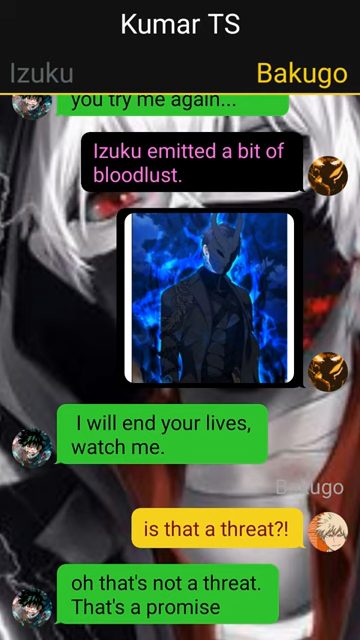 Kumar TS
Izuku
Bakugo
you try me again...
Izuku emitted a bit of
bloodlust.
I will end your lives,
watch me.
Bakugo
is that a threat?!
oh that's not a threat.
That's a promise